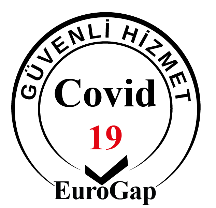 GÜVENLİ HİZMET
Covid
19
EuroGap